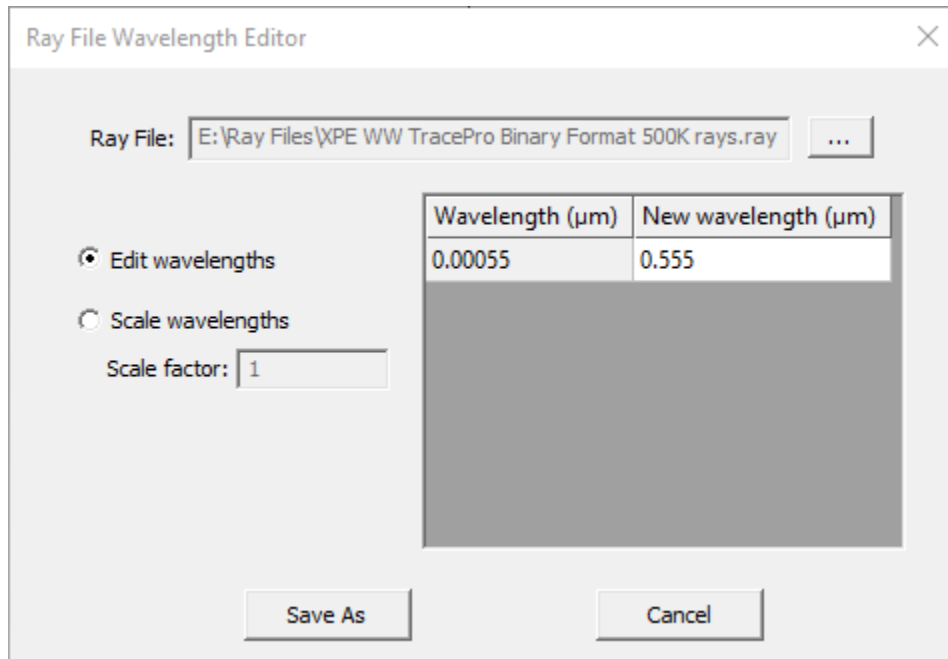 Ray File Wavelength Editor
Ray File: E:\Ray Files\XPE WW TracePro Binary Format 500K rays.ray ...
Wavelength (µm) New wavelength (µm)
0.00055 0.555
Edit wavelengths
Scale wavelengths
Scale factor: 1
Save As Cancel